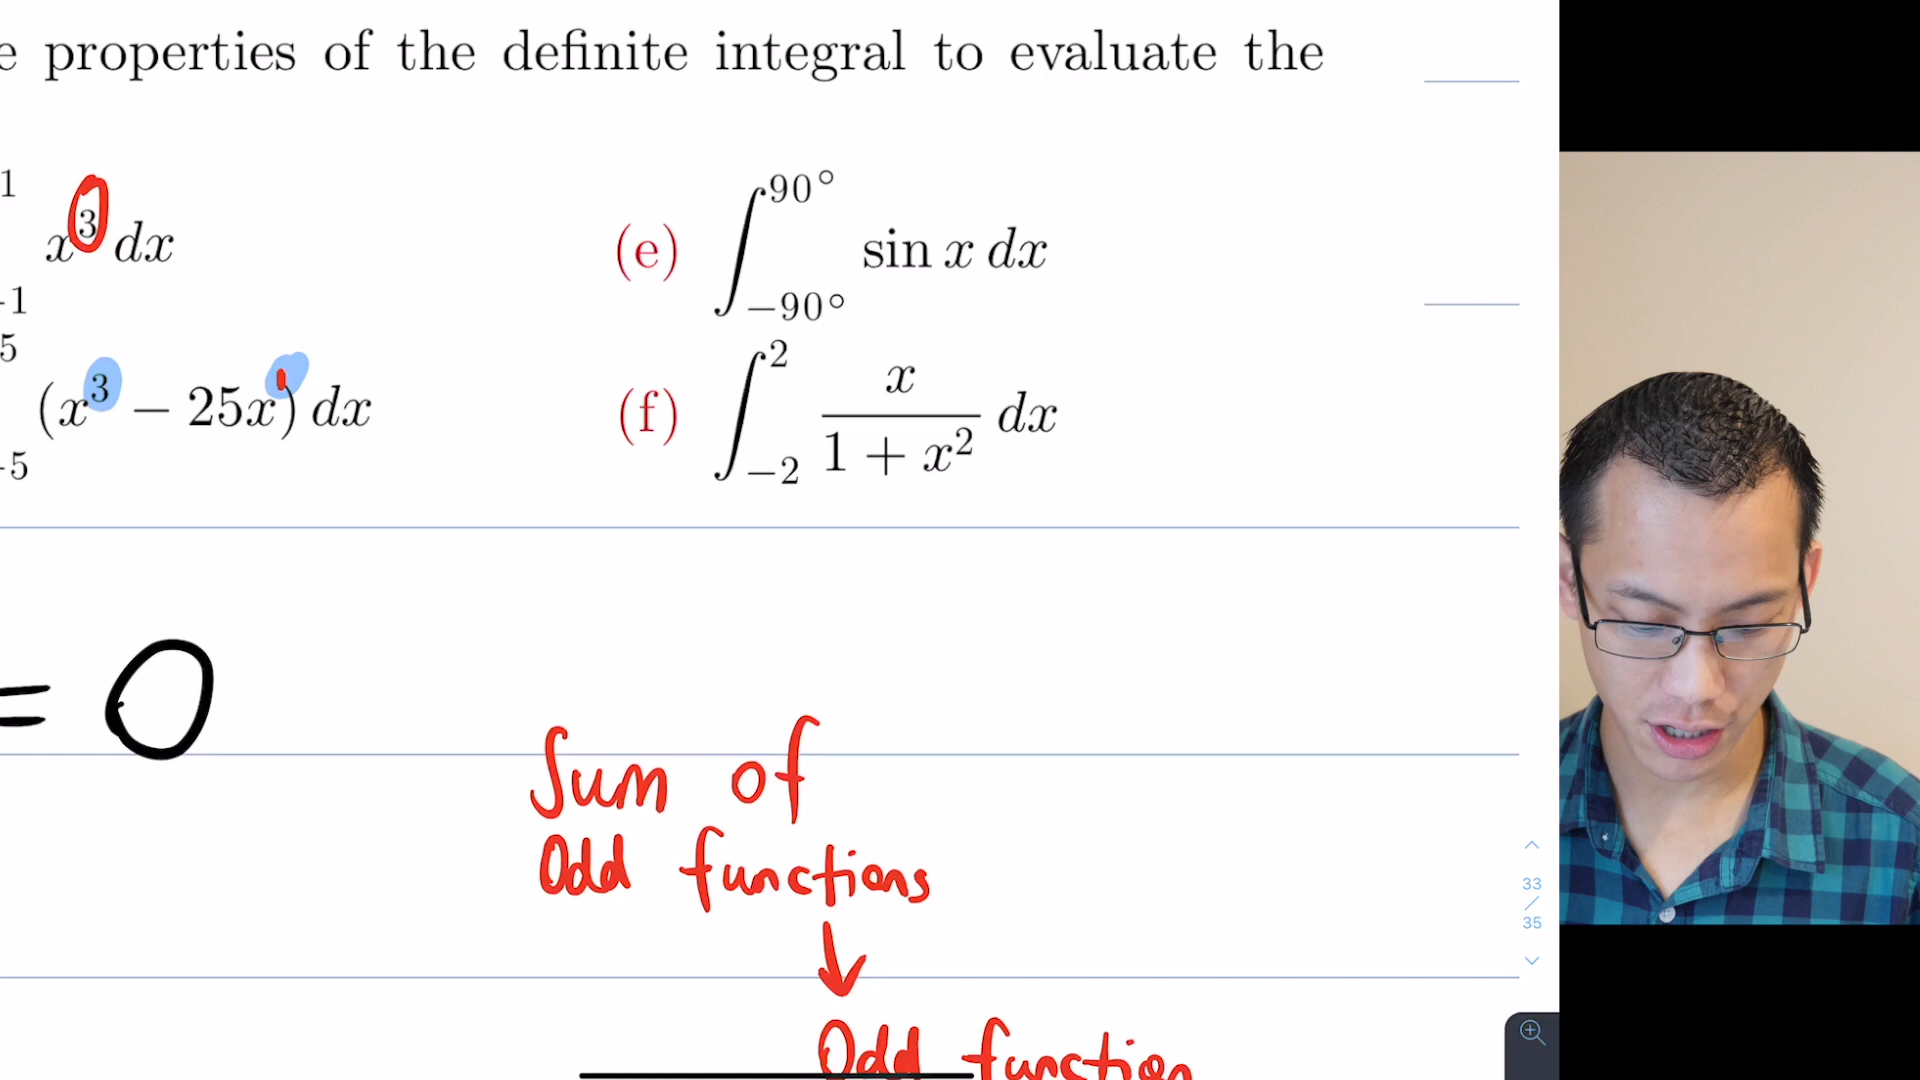 e properties of the definite integral to evaluate the
∫_{-1}^{1} x^3 dx
(e) ∫_{−90°}^{90°} sin x dx
∫_{-5}^{5} (x^3 − 25x) dx
(f) ∫_{−2}^{2} x/(1 + x^2) dx
= 0
Sum of
Odd functions
↓
Odd function
33
/
35